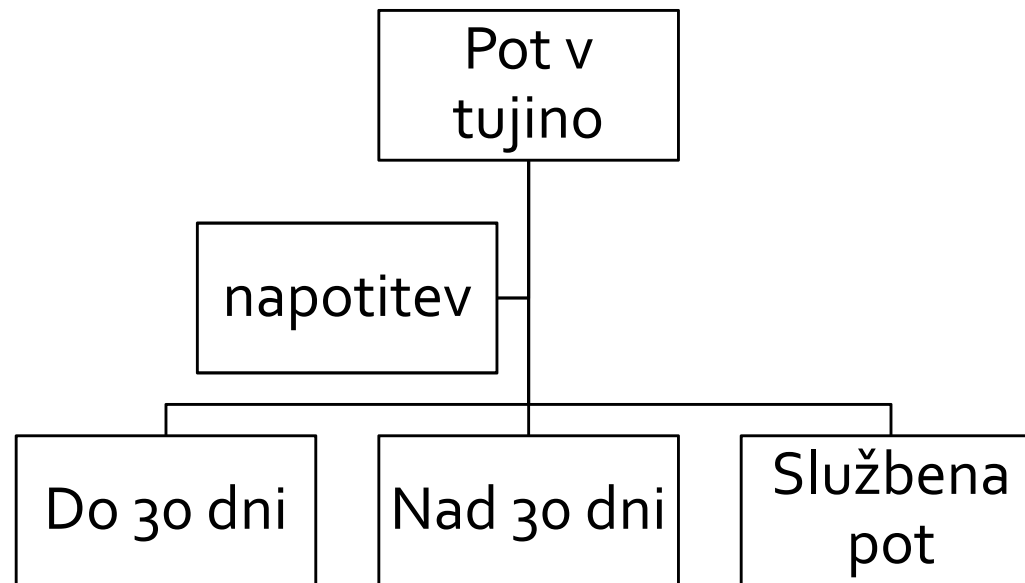 Pot v
tujino
napotitev
Do 30 dni
Nad 30 dni
Službena
pot